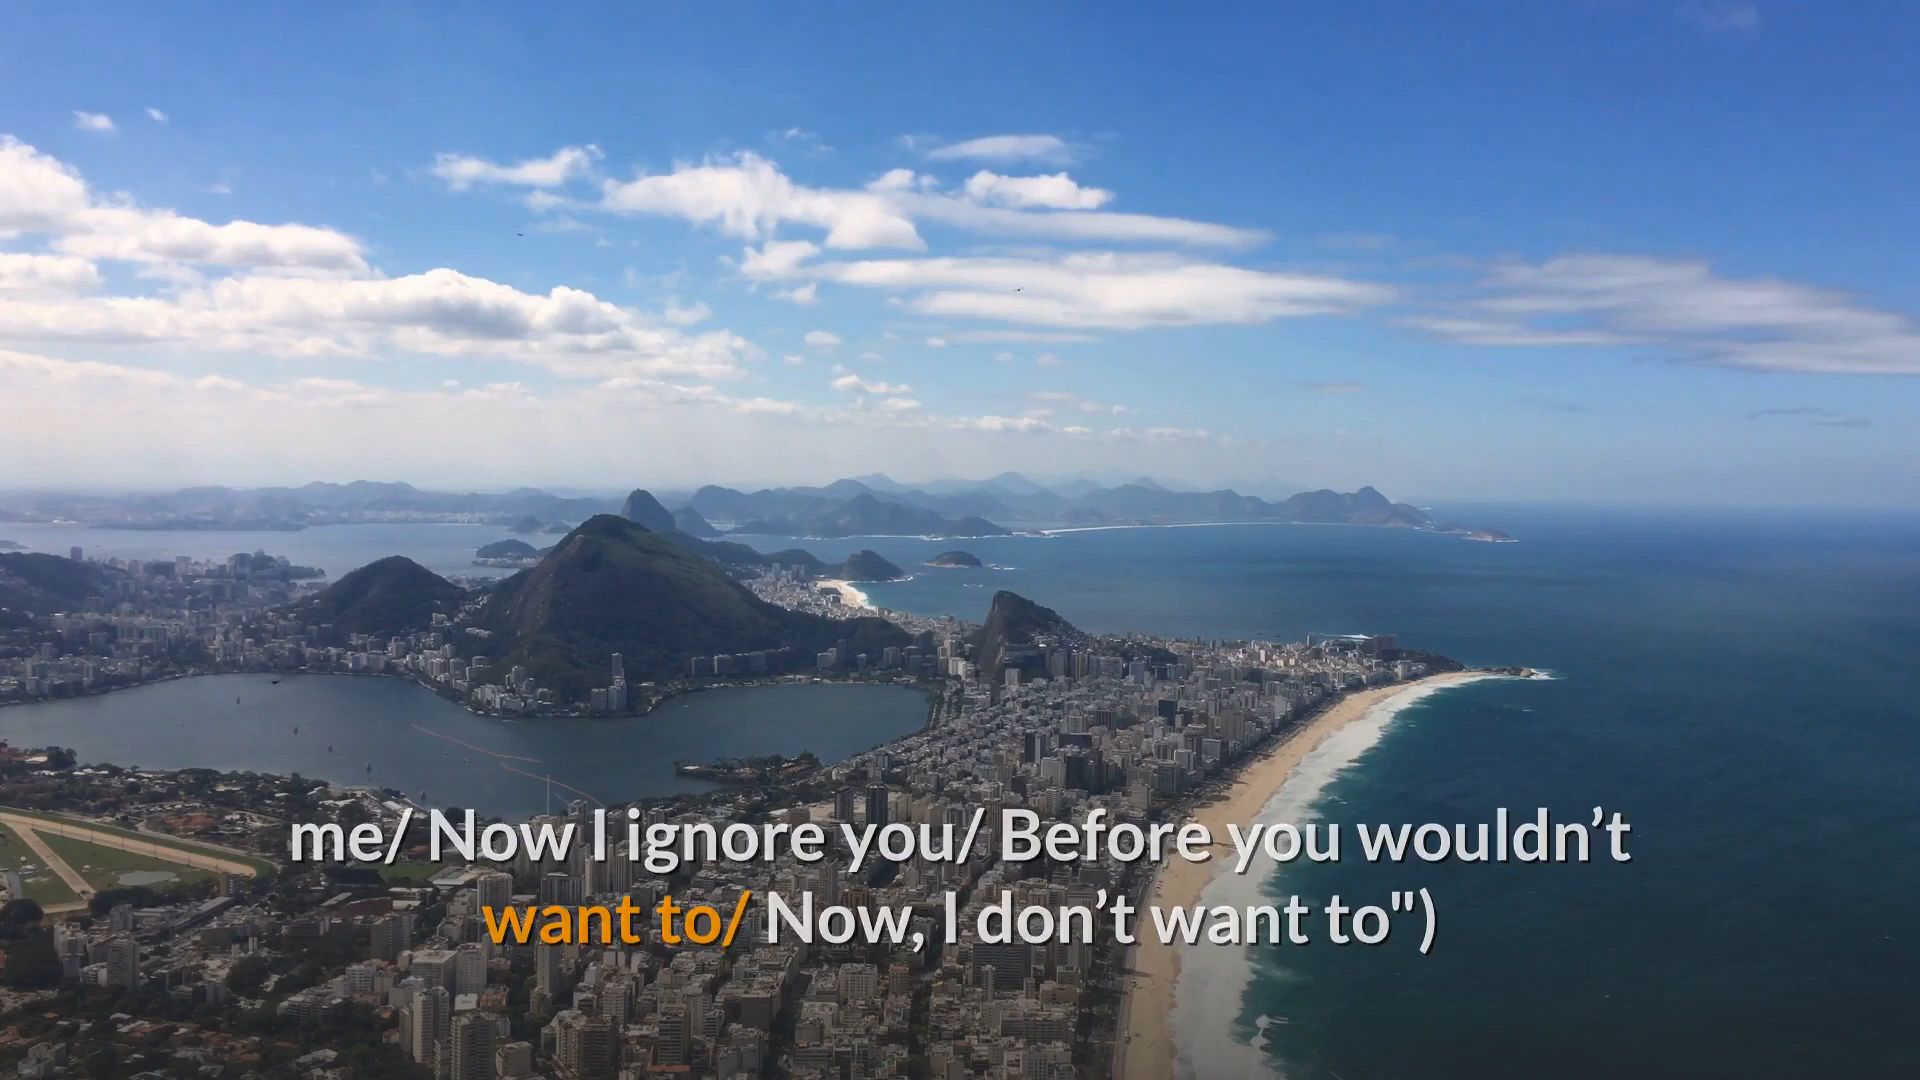 me/ Now I ignore you/ Before you wouldn’t
want to/ Now, I don’t want to")